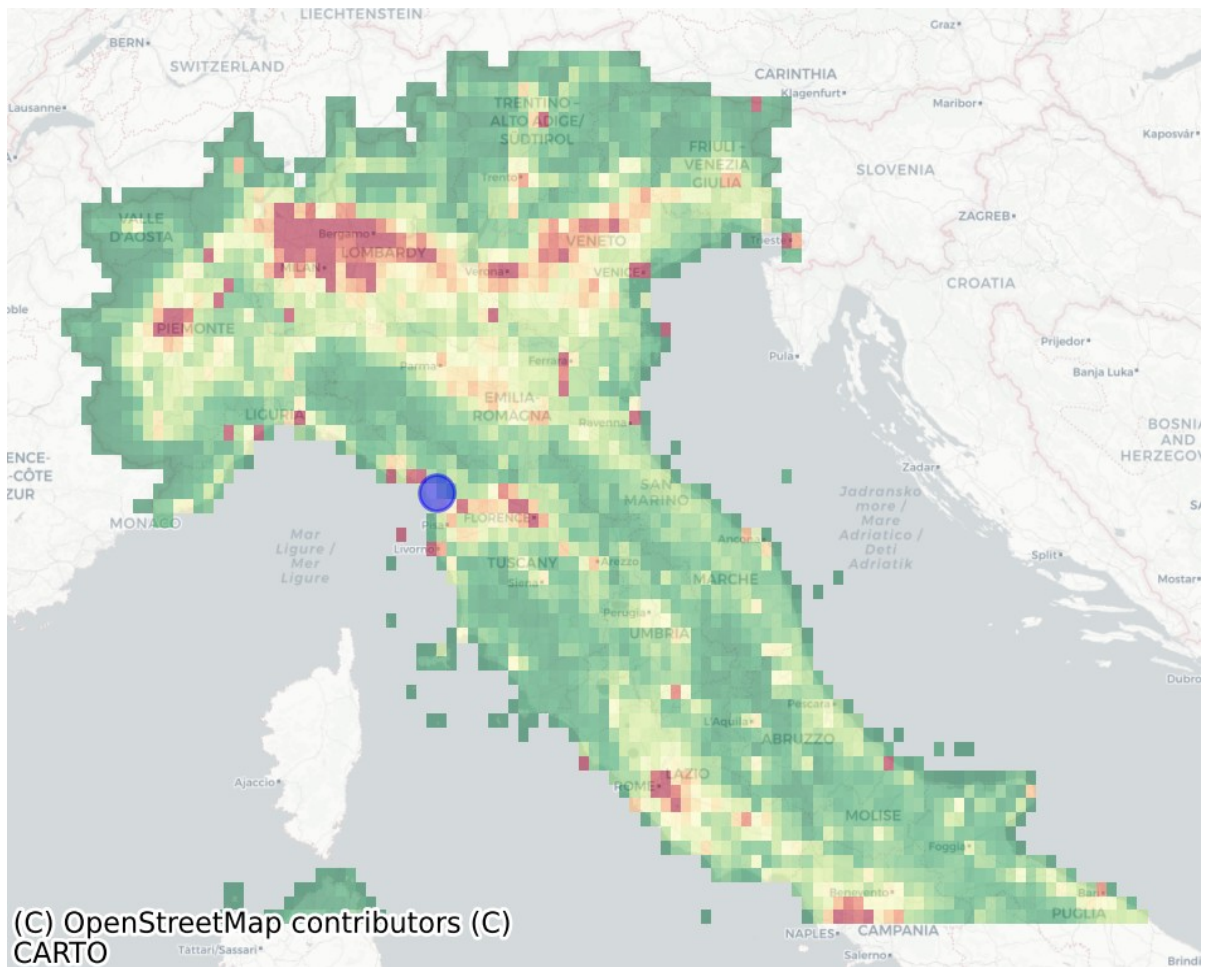 LIECHTENSTEIN
Graz
BERN
SWITZERLAND
CARINTHIA
Klagenfurt
Lausanne
Maribor
TRENTINO -
ALTO ADIGE/
SÜDTIROL
Kaposvár
FRIULI -
VENEZIA
GIULIA
SLOVENIA
Trento
VALLE
D'AOSTA
ZAGREB
Bergamo
LOMBARDY
VENETO
Trieste
MILAN
Verona
VENICE
CROATIA
PIEMONTE
Prijedor
Pula
Parma
Ferrara
Banja Luka
EMILIA-
ROMAGNA
LIGURIA
Ravenna
BOSNIA
AND
HERZEGOV
ENCE-
-CÔTE
ZUR
Zadar
SAN
MARINO
MONACO
Jadransko
more /
Mare
Adriatico /
Deti
Adriatik
Mar
Ligure /
Mer
Ligure
Pisa
FLORENCE
Ancona
Livorno
Split
TUSCANY
Arezzo
Siena
MARCHE
Mostar
Perugia
UMBRIA
Dubro
Pescara
L'Aquila
ABRUZZO
Ajaccio
LAZIO
ROME
MOLISE
Foggia
Benevento
Bari
PUGLIA
(C) OpenStreetMap contributors (C)
CARTO
NAPLES
CAMPANIA
Tattari/Sassari
Salerno
Brindi